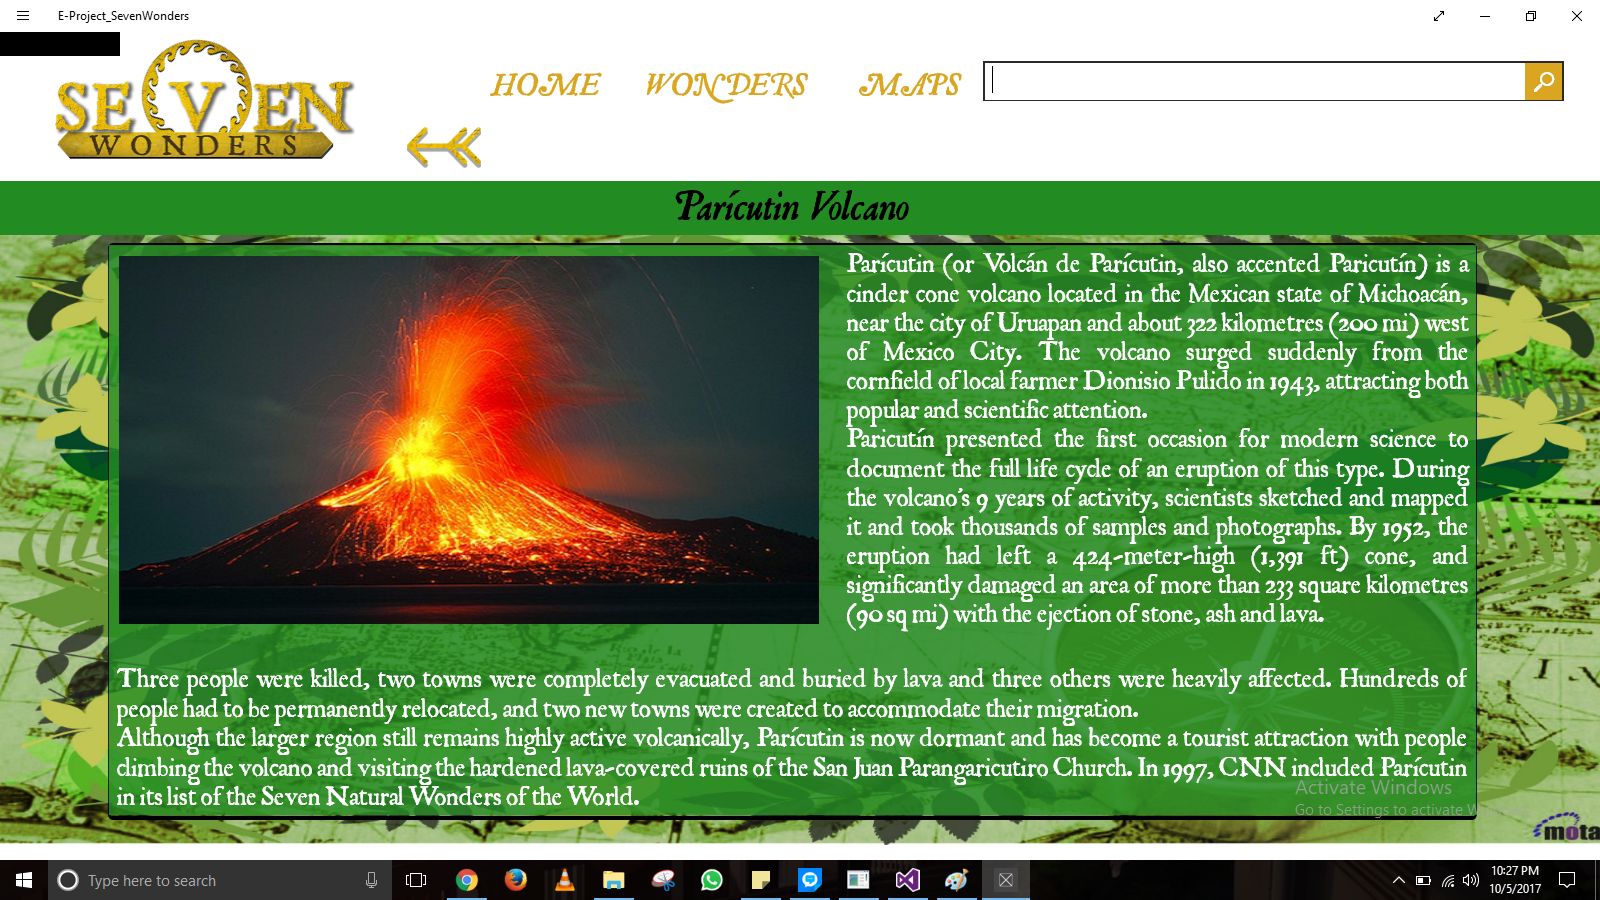 E-Project_SevenWonders
SEVEN
WONDERS
HOME WONDERS MAPS
Parícutin Volcano
Parícutin (or Volcán de Parícutin, also accented Paricutín) is a
cinder cone volcano located in the Mexican state of Michoacán,
near the city of Uruapan and about 322 kilometres (200 mi) west
of Mexico City. The volcano surged suddenly from the
cornfield of local farmer Dionisio Pulido in 1943, attracting both
popular and scientific attention.
Paricutín presented the first occasion for modern science to
document the full life cycle of an eruption of this type. During
the volcano's 9 years of activity, scientists sketched and mapped
it and took thousands of samples and photographs. By 1952, the
eruption had left a 424-meter-high (1,391 ft) cone, and
significantly damaged an area of more than 233 square kilometres
(90 sq mi) with the ejection of stone, ash and lava.
Three people were killed, two towns were completely evacuated and buried by lava and three others were heavily affected. Hundreds of
people had to be permanently relocated, and two new towns were created to accommodate their migration.
Although the larger region still remains highly active volcanically, Parícutin is now dormant and has become a tourist attraction with people
climbing the volcano and visiting the hardened lava-covered ruins of the San Juan Parangaricutiro Church. In 1997, CNN included Parícutin
in its list of the Seven Natural Wonders of the World.
Activate Windows
Go to Settings to activate W
mota
Type here to search
10:27 PM
10/5/2017